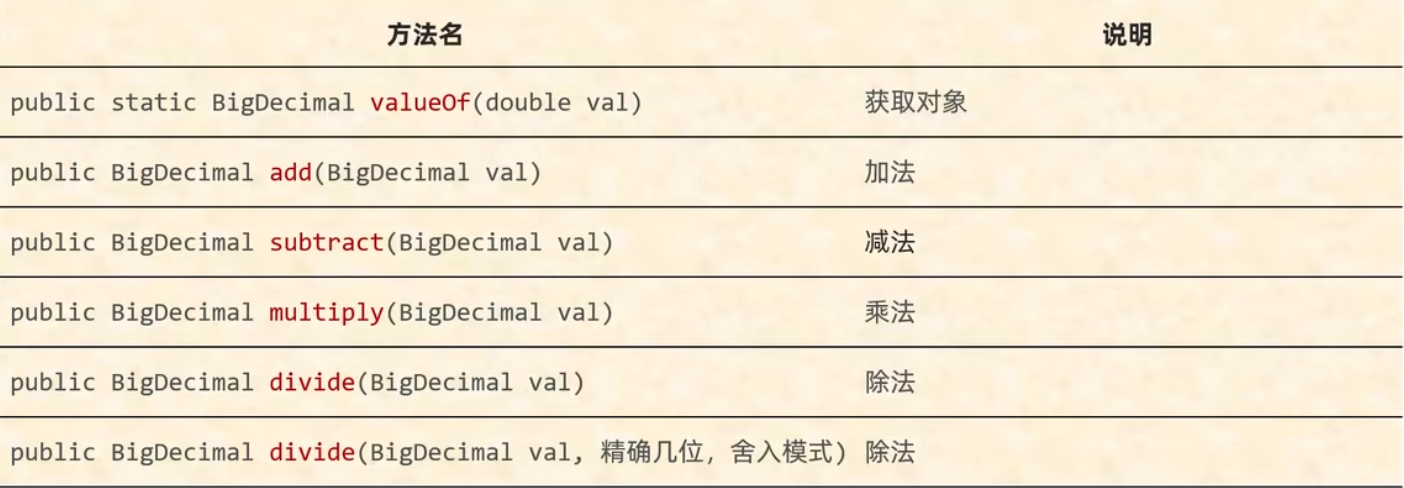 方法名 说明
public static BigDecimal valueOf(double val) 获取对象
public BigDecimal add(BigDecimal val) 加法
public BigDecimal subtract(BigDecimal val) 减法
public BigDecimal multiply(BigDecimal val) 乘法
public BigDecimal divide(BigDecimal val) 除法
public BigDecimal divide(BigDecimal val, 精确几位, 舍入模式) 除法